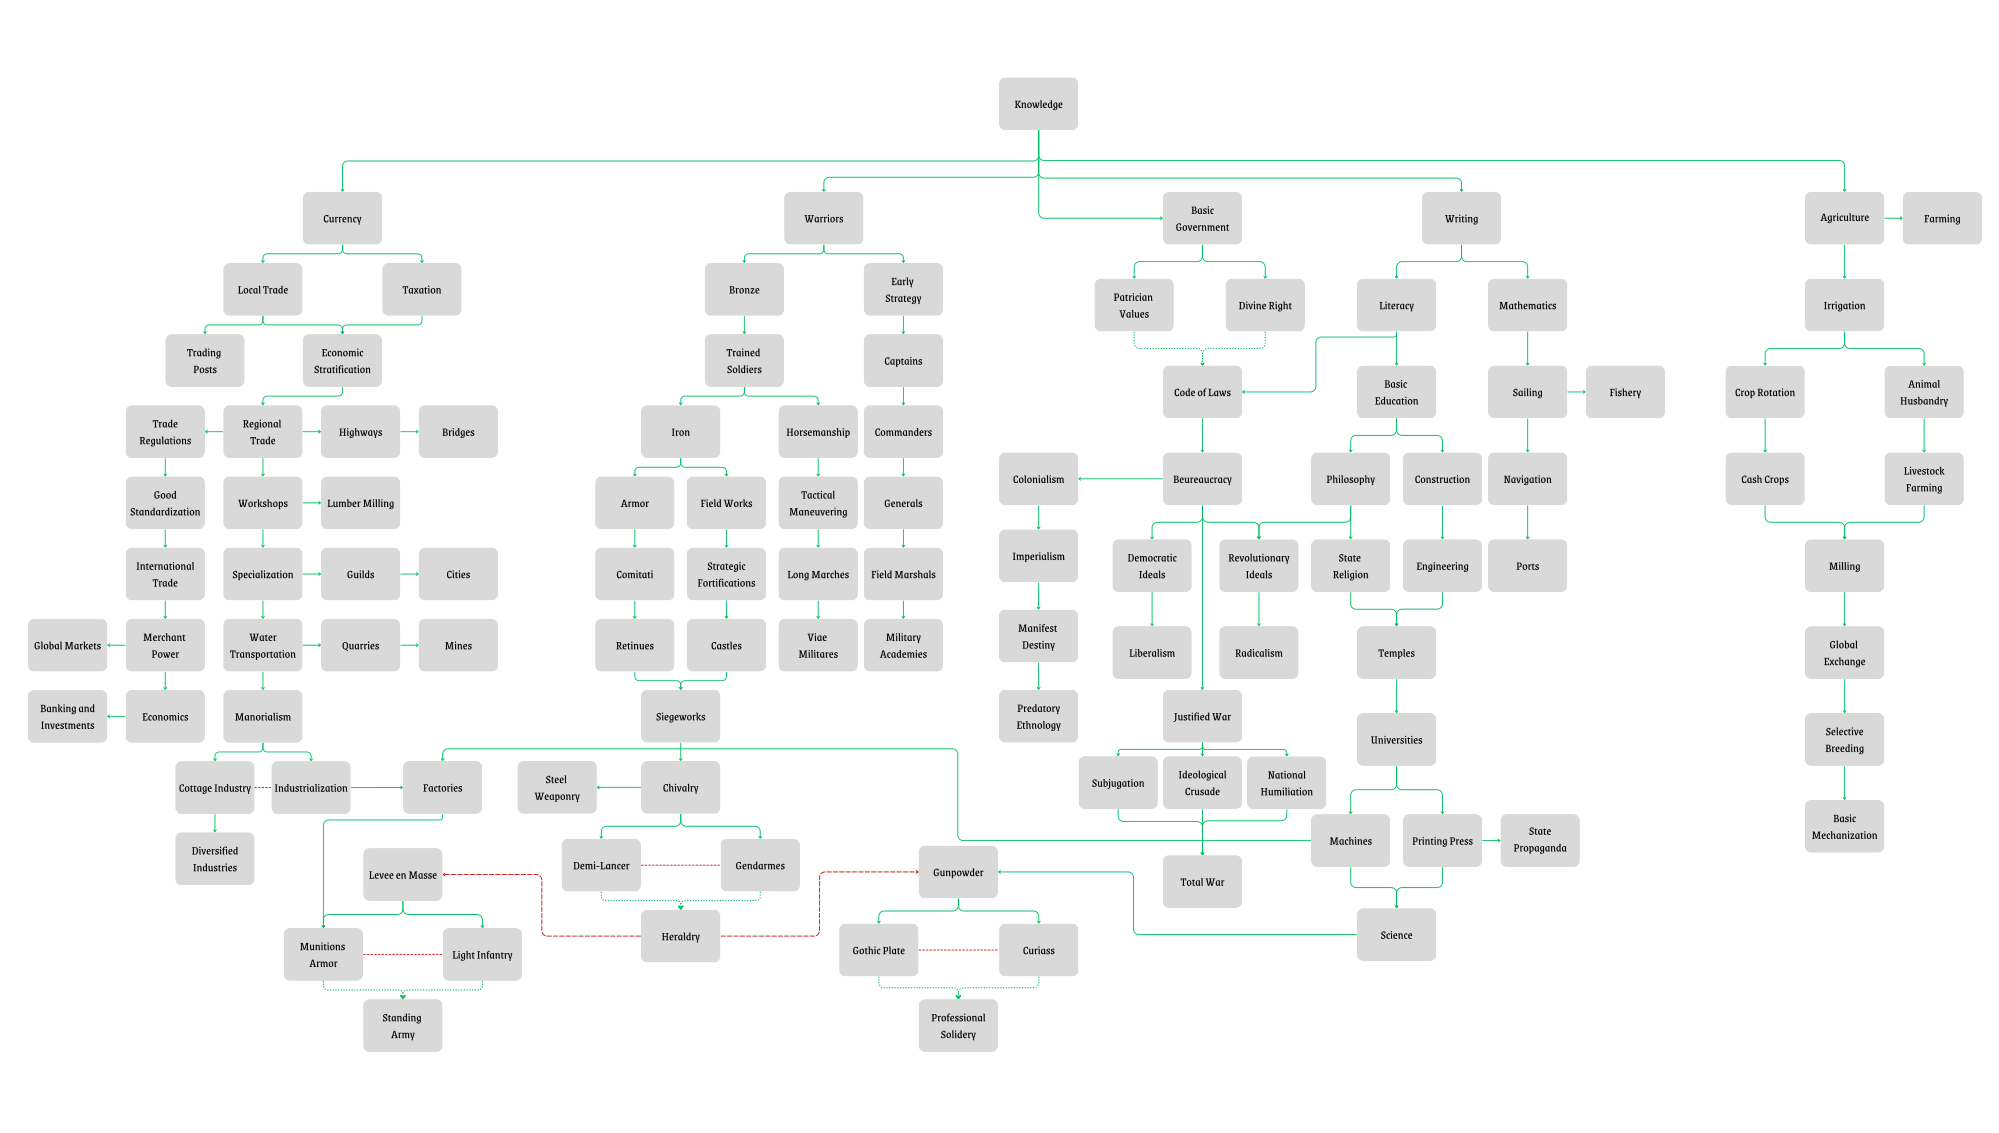 Knowledge
Currency
Warriors
Basic
Government
Writing
Agriculture
Farming
Local Trade
Taxation
Bronze
Early
Strategy
Patrician
Values
Divine Right
Literacy
Mathematics
Irrigation
Trading
Posts
Economic
Stratification
Trained
Soldiers
Captains
Code of Laws
Basic
Education
Sailing
Fishery
Crop Rotation
Animal
Husbandry
Trade
Regulations
Regional
Trade
Highways
Bridges
Iron
Horsemanship
Commanders
Colonialism
Beureaucracy
Philosophy
Construction
Navigation
Cash Crops
Livestock
Farming
Good
Standardization
Workshops
Lumber Milling
Armor
Field Works
Tactical
Maneuvering
Generals
Imperialism
Democratic
Ideals
Revolutionary
Ideals
State
Religion
Engineering
Ports
Milling
International
Trade
Specialization
Guilds
Cities
Comitati
Strategic
Fortifications
Long Marches
Field Marshals
Global Markets
Merchant
Power
Water
Transportation
Quarries
Mines
Retinues
Castles
Viae
Militares
Military
Academies
Manifest
Destiny
Liberalism
Radicalism
Temples
Global
Exchange
Banking and
Investments
Economics
Manorialism
Siegeworks
Predatory
Ethnology
Justified War
Universities
Selective
Breeding
Cottage Industry
Industrialization
Factories
Steel
Weaponry
Chivalry
Subjugation
Ideological
Crusade
National
Humiliation
Machines
Printing Press
State
Propaganda
Basic
Mechanization
Diversified
Industries
Levee en Masse
Demi-Lancer
Gendarmes
Gunpowder
Total War
Heraldry
Science
Munitions
Armor
Light Infantry
Gothic Plate
Curiass
Standing
Army
Professional
Solidery